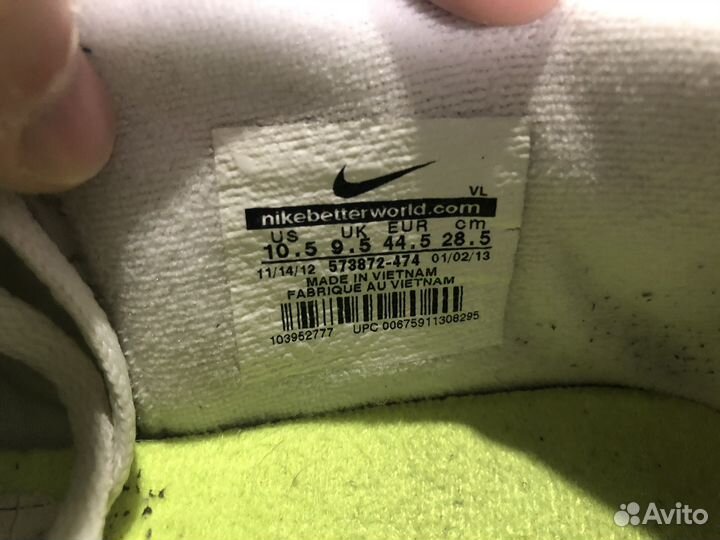 VL
nikebetterworld.com
US UK EUR cm
10.5 9.5 44.5 28.5
11/14/12 573872-474 01/02/13
MADE IN VIETNAM
FABRIQUE AU VIETNAM
103952777 UPC 00675911308295
Avito